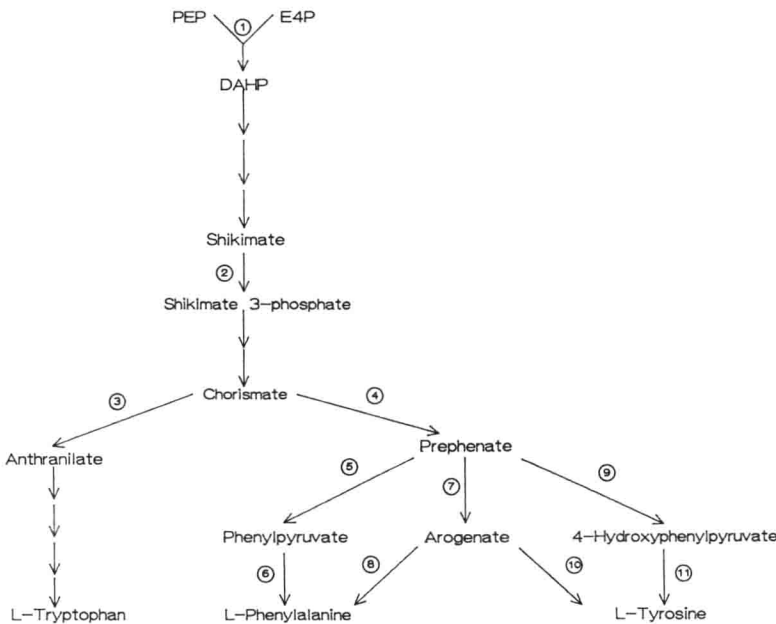 PEP ① E4P
DAHP
Shikimate
②
Shikimate 3-phosphate
③ Chorismate ④
Anthranilate Prephenate
⑤ ⑦ ⑨
Phenylpyruvate Arogenate 4-Hydroxyphenylpyruvate
⑥ ⑧ ⑩ ⑪
L-Tryptophan L-Phenylalanine L-Tyrosine